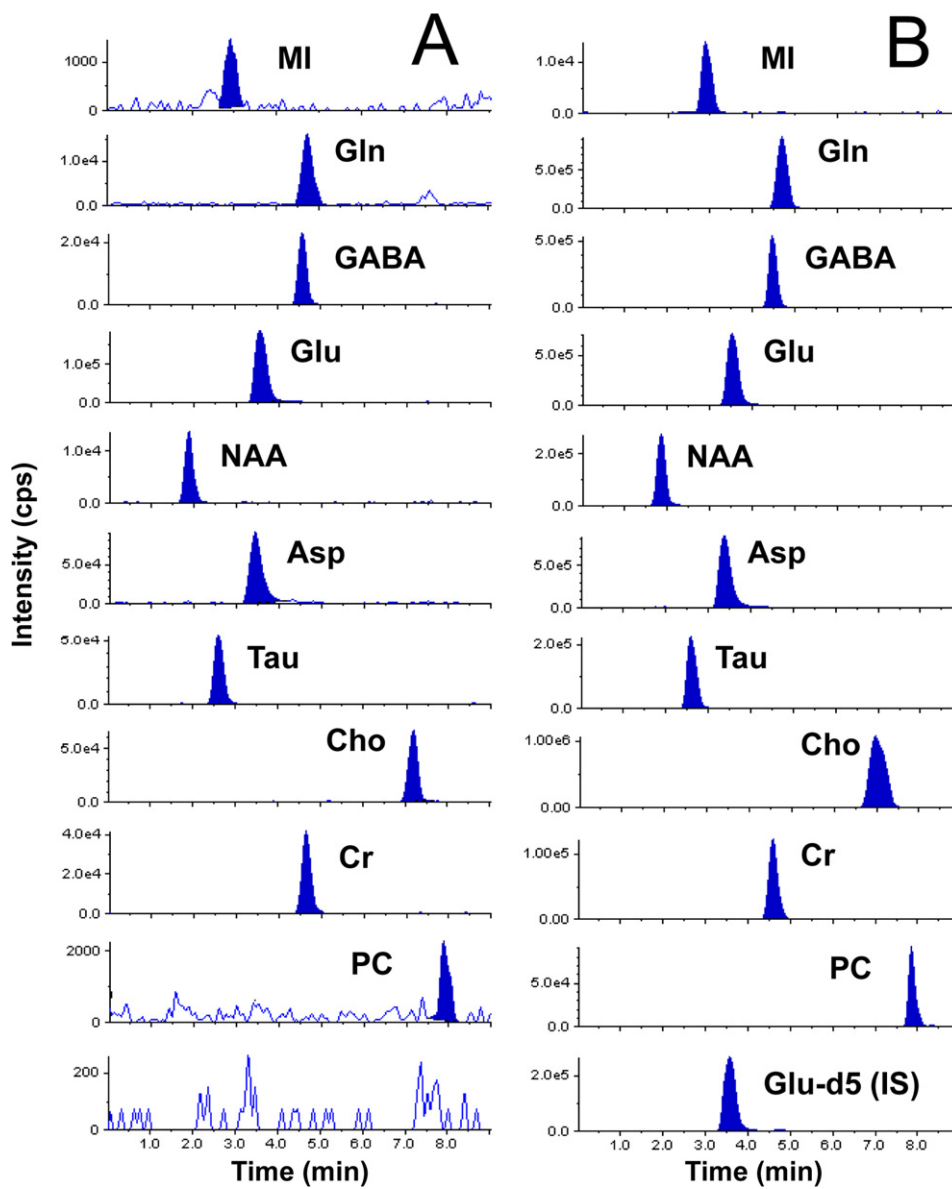 A
MI
1000
0
Gln
1.0e4
0.0
GABA
2.0e4
0.0
Glu
1.0e5
0.0
NAA
1.0e4
0.0
Asp
5.0e4
0.0
Tau
5.0e4
0.0
Cho
5.0e4
0.0
Cr
4.0e4
2.0e4
0.0
PC
2000
0
200
0
1.0 2.0 3.0 4.0 5.0 6.0 7.0 8.0
Time (min)
Intensity (cps)
B
MI
1.0e4
0.0
Gln
5.0e5
0.0
GABA
5.0e5
0.0
Glu
5.0e5
0.0
NAA
2.0e5
0.0
Asp
5.0e5
0.0
Tau
2.0e5
0.0
Cho
1.00e6
0.00
Cr
1.00e5
0.00
PC
5.0e4
0.0
Glu-d5 (IS)
2.0e5
0.0
1.0 2.0 3.0 4.0 5.0 6.0 7.0 8.0
Time (min)